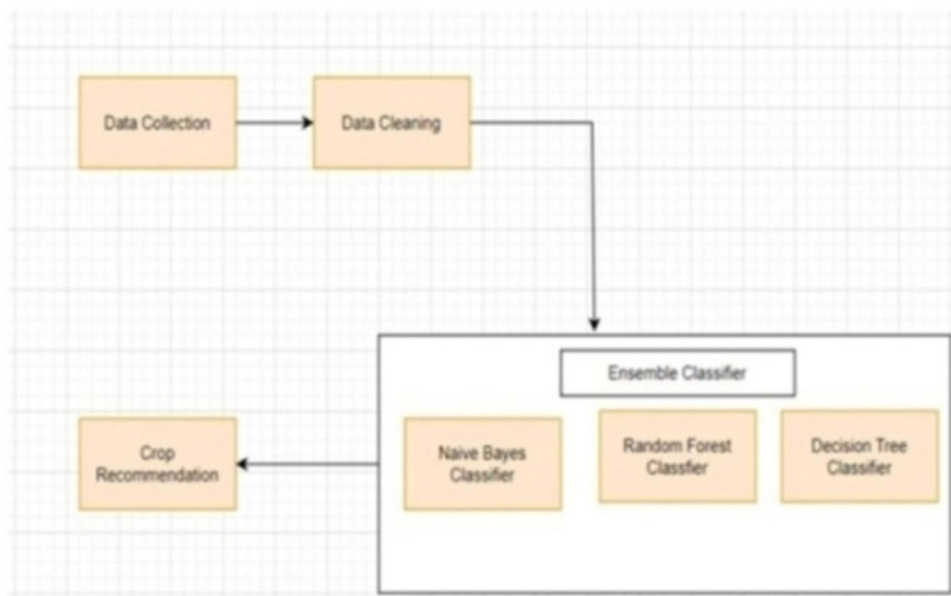 Data Collection
Data Cleaning
Ensemble Classifier
Naive Bayes
Classifier
Random Forest
Classfier
Decision Tree
Classifier
Crop
Recommendation